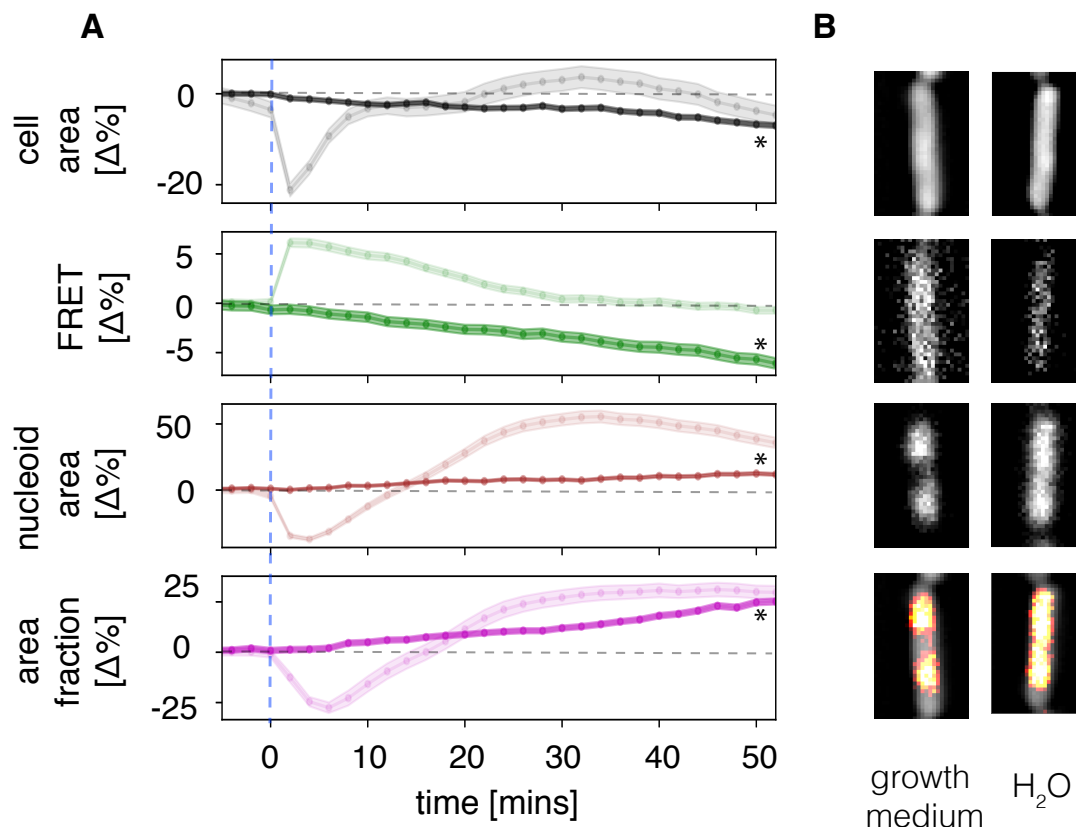 A
B
cell
area
[Δ%]
0
-20
*
FRET
[Δ%]
5
0
-5
*
nucleoid
area
[Δ%]
50
0
*
area
fraction
[Δ%]
25
0
-25
*
0 10 20 30 40 50
time [mins]
growth
medium
H₂O